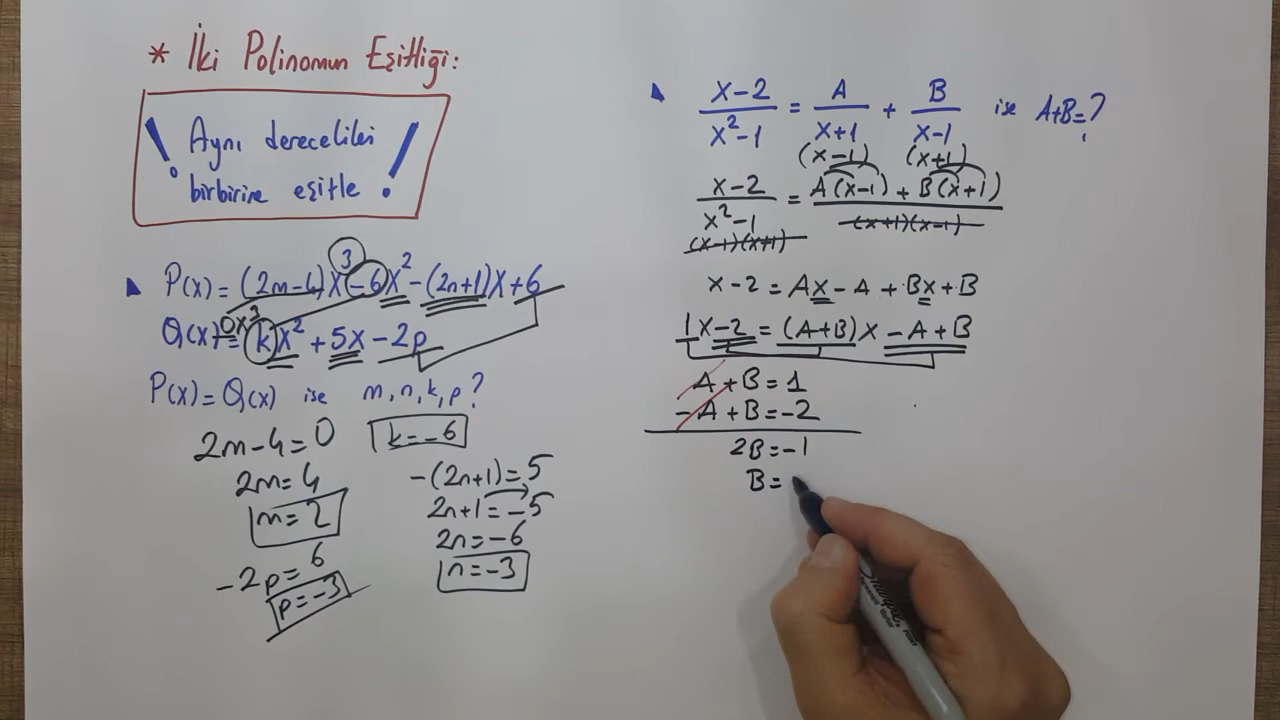 * İki Polinomun Eşitliği:
! Aynı derecelileri
birbirine eşitle !
P(x) = (2m-4)x³ -6x² -(2n+1)x+6
Q(x) = 0x³ kx² + 5x - 2p
P(x) = Q(x) ise m, n, k, p ?
2m-4=0
k=-6
2m=4
m=2
-2p=6
p=-3
-(2n+1)=5
2n+1=-5
2n=-6
n=-3
x-2 / x²-1 = A / x+1 + B / x-1 ise A+B=?
(x-1) (x+1)
x-2 / x²-1 = A(x-1) + B(x+1) / (x+1)(x-1)
(x-1)(x+1)
x-2 = Ax - A + Bx + B
1x-2 = (A+B)x -A+B
A+B=1
-A+B=-2
2B=-1
B=
Sharpie